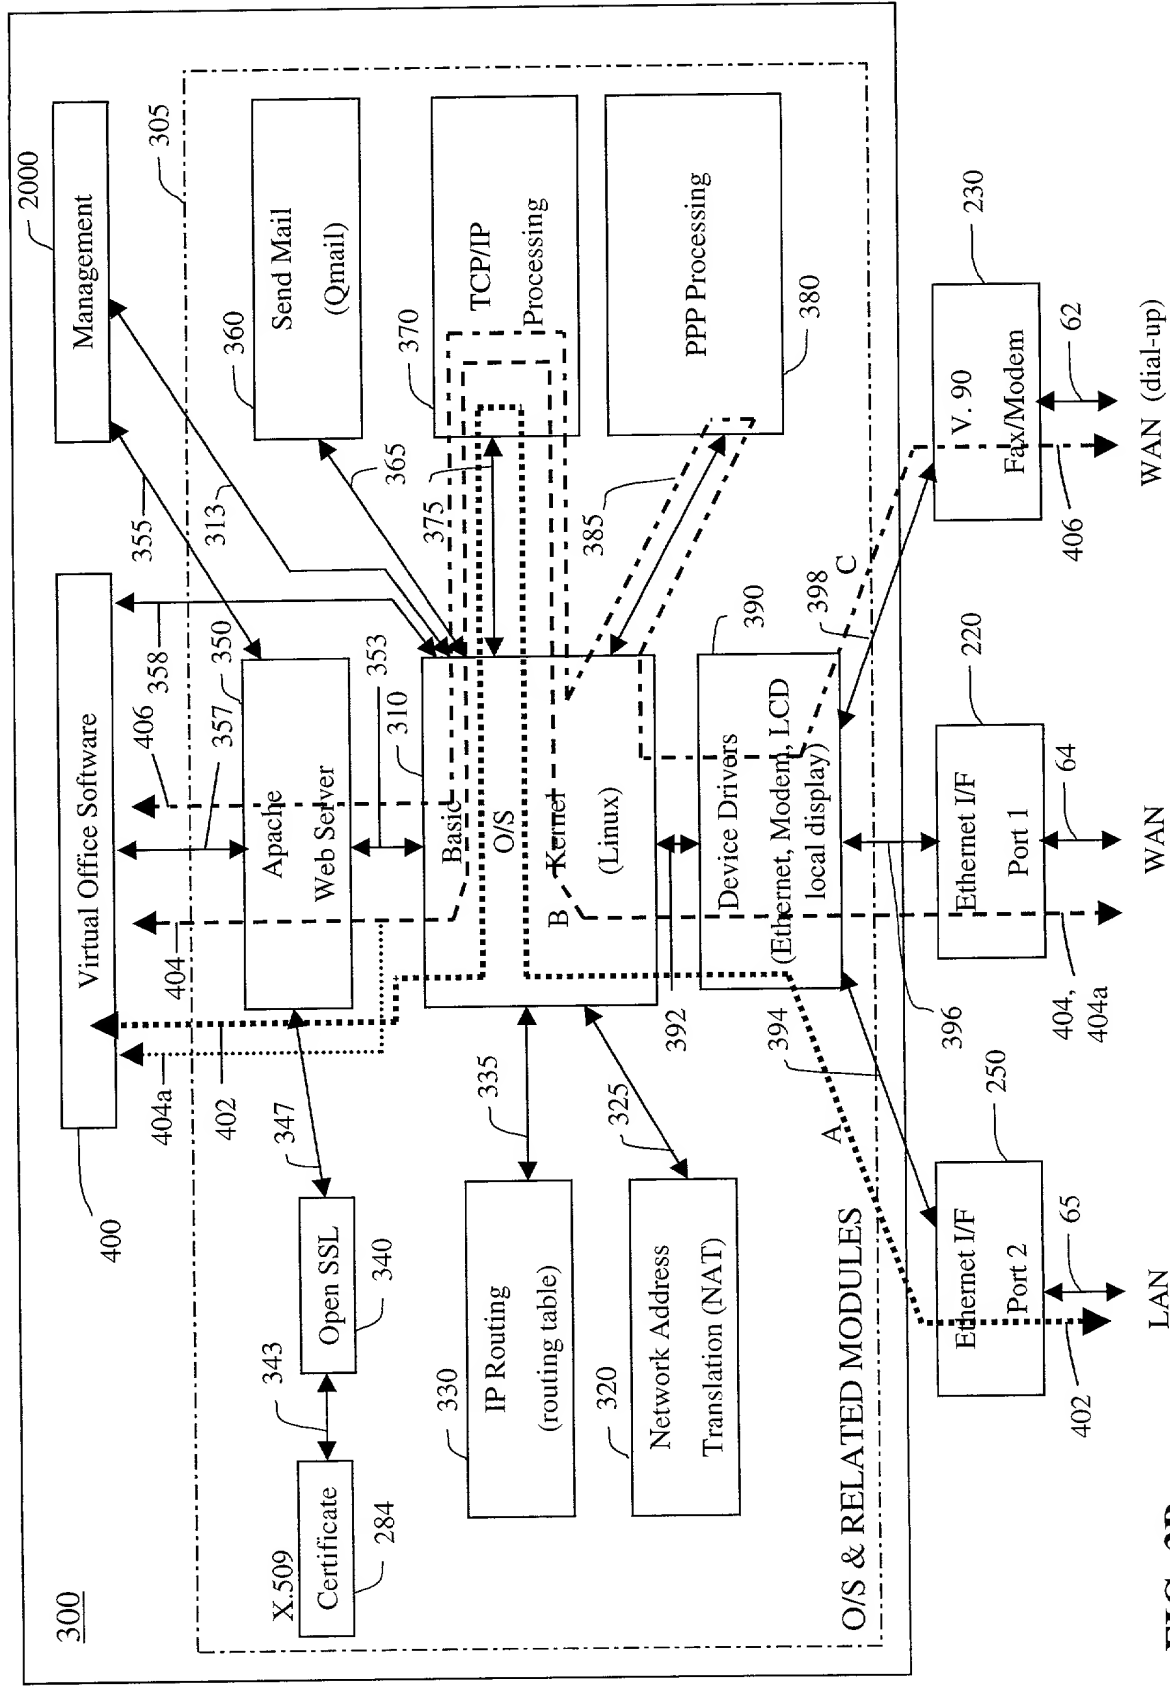 300
400
Virtual Office Software
Management
2000
305
404a
402
404
406
357
358
355
313
X.509
Certificate
284
343
Open SSL
340
347
Apache
Web Server
350
353
Send Mail
(Qmail)
360
365
IP Routing
(routing table)
330
335
Basic
O/S
Kernel
(Linux)
310
B
TCP/IP
Processing
370
375
Network Address
Translation (NAT)
320
325
PPP Processing
380
385
392
Device Drivers
(Ethernet, Modem, LCD
local display)
390
O/S & RELATED MODULES
A
394
396
398
C
Ethernet I/F
Port 2
250
Ethernet I/F
Port 1
220
V. 90
Fax/Modem
230
402
65
404,
404a
64
406
62
LAN
WAN
WAN (dial-up)